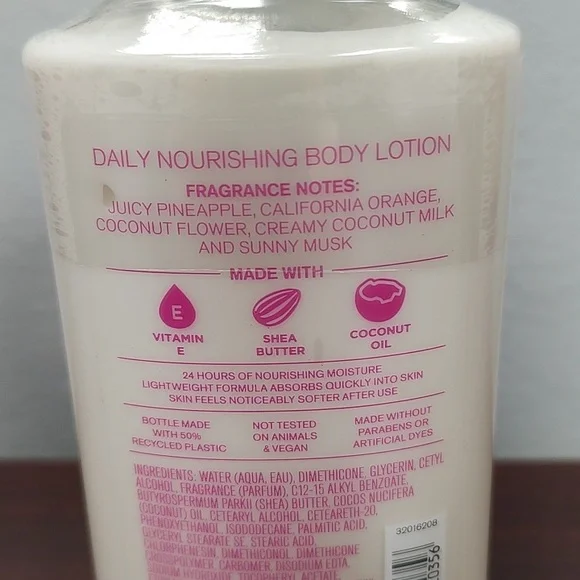 DAILY NOURISHING BODY LOTION
FRAGRANCE NOTES:
JUICY PINEAPPLE, CALIFORNIA ORANGE,
COCONUT FLOWER, CREAMY COCONUT MILK
AND SUNNY MUSK
MADE WITH
E
VITAMIN
E
SHEA
BUTTER
COCONUT
OIL
24 HOURS OF NOURISHING MOISTURE
LIGHTWEIGHT FORMULA ABSORBS QUICKLY INTO SKIN
SKIN FEELS NOTICEABLY SOFTER AFTER USE
BOTTLE MADE
WITH 50%
RECYCLED PLASTIC
NOT TESTED
ON ANIMALS
& VEGAN
MADE WITHOUT
PARABENS OR
ARTIFICIAL DYES
INGREDIENTS: WATER (AQUA, EAU), DIMETHICONE, GLYCERIN, CETYL
ALCOHOL, FRAGRANCE (PARFUM), C12-15 ALKYL BENZOATE,
BUTYROSPERMUM PARKII (SHEA) BUTTER, COCOS NUCIFERA
(COCONUT) OIL, CETEARYL ALCOHOL, CETEARETH-20,
PHENOXYETHANOL, ISODODECANE, PALMITIC ACID,
GLYCERYL STEARATE SE, STEARIC ACID,
CHLORPHENESIN, DIMETHICONOL, DIMETHICONE
CARBOMER, DISODIUM EDTA,
HYDROXIDE, TOCOPHERYL ACETATE,
32016208
0356